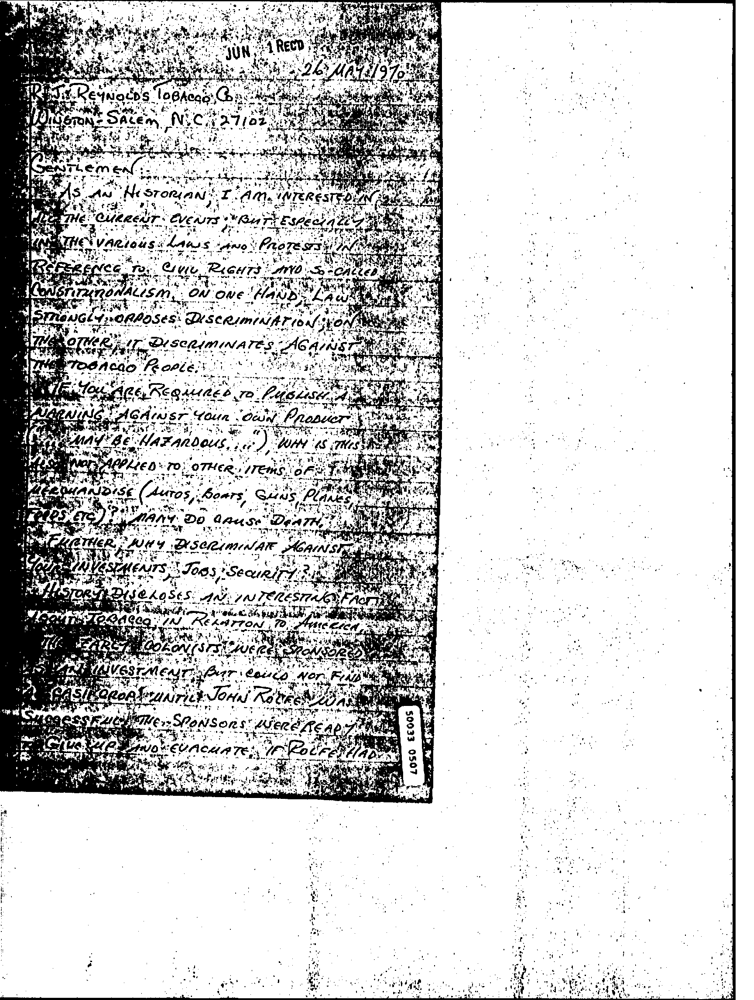 JUN 1 REC'D
26 MAY 1970
R. J. REYNOLDS TOBACCO CO.
WINSTON-SALEM, N.C. 27102
GENTLEMEN
AS AN HISTORIAN, I AM INTERESTED IN
THE CURRENT EVENTS, BUT ESPECIALLY
IN THE VARIOUS LAWS AND PROTESTS IN
REFERENCE TO CIVIL RIGHTS AND SO-CALLED
CONSTITUTIONALISM. ON ONE HAND, LAW
STRONGLY OPPOSES DISCRIMINATION; ON
THE OTHER, IT DISCRIMINATES AGAINST
THE TOBACCO PEOPLE.
IF YOU ARE REQUIRED TO PUBLISH A
WARNING AGAINST YOUR OWN PRODUCT
("... MAY BE HAZARDOUS..."), WHY IS THIS
ALSO NOT APPLIED TO OTHER ITEMS OF
MERCHANDISE (AUTOS, BOATS, GUNS, PLANES,
FOODS, ETC)? MANY DO CAUSE DEATH.
FURTHER, WHY DISCRIMINATE AGAINST
YOUR INVESTMENTS, JOBS, SECURITY?
HISTORY DISCLOSES AN INTERESTING FACT
ABOUT TOBACCO IN RELATION TO AMERICA.
THE EARLY COLONISTS WERE SPONSORED
AS AN INVESTMENT BUT COULD NOT FIND
A CASH CROP UNTIL JOHN ROLFE WAS
SUCCESSFUL. THE SPONSORS WERE READY
TO GIVE UP AND EVACUATE. IF ROLFE HAD
50033 0507